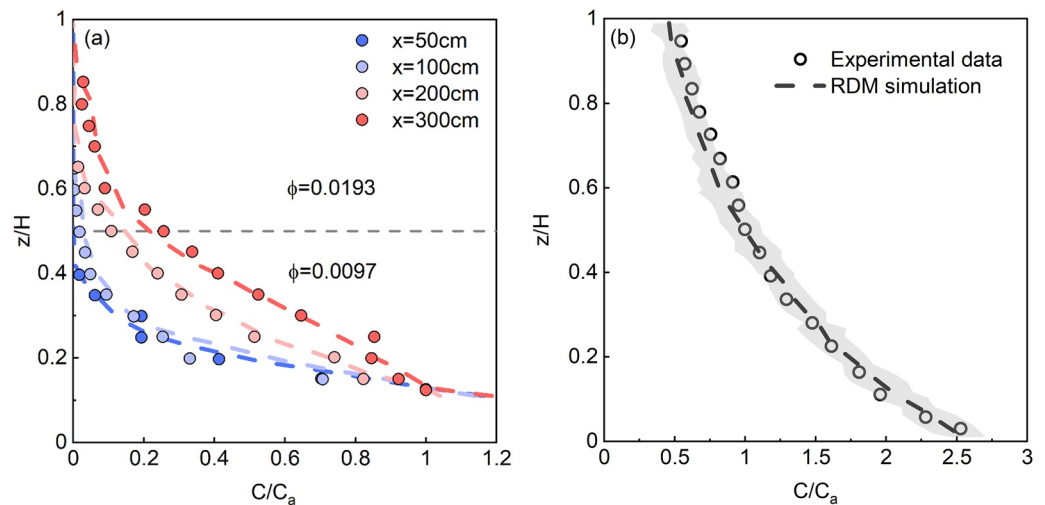 (a)
x=50cm
x=100cm
x=200cm
x=300cm
ϕ=0.0193
ϕ=0.0097
1
0.8
0.6
0.4
0.2
0
z/H
0 0.2 0.4 0.6 0.8 1 1.2
C/Cₐ
(b)
Experimental data
RDM simulation
1
0.8
0.6
0.4
0.2
0
z/H
0 0.5 1 1.5 2 2.5 3
C/Cₐ